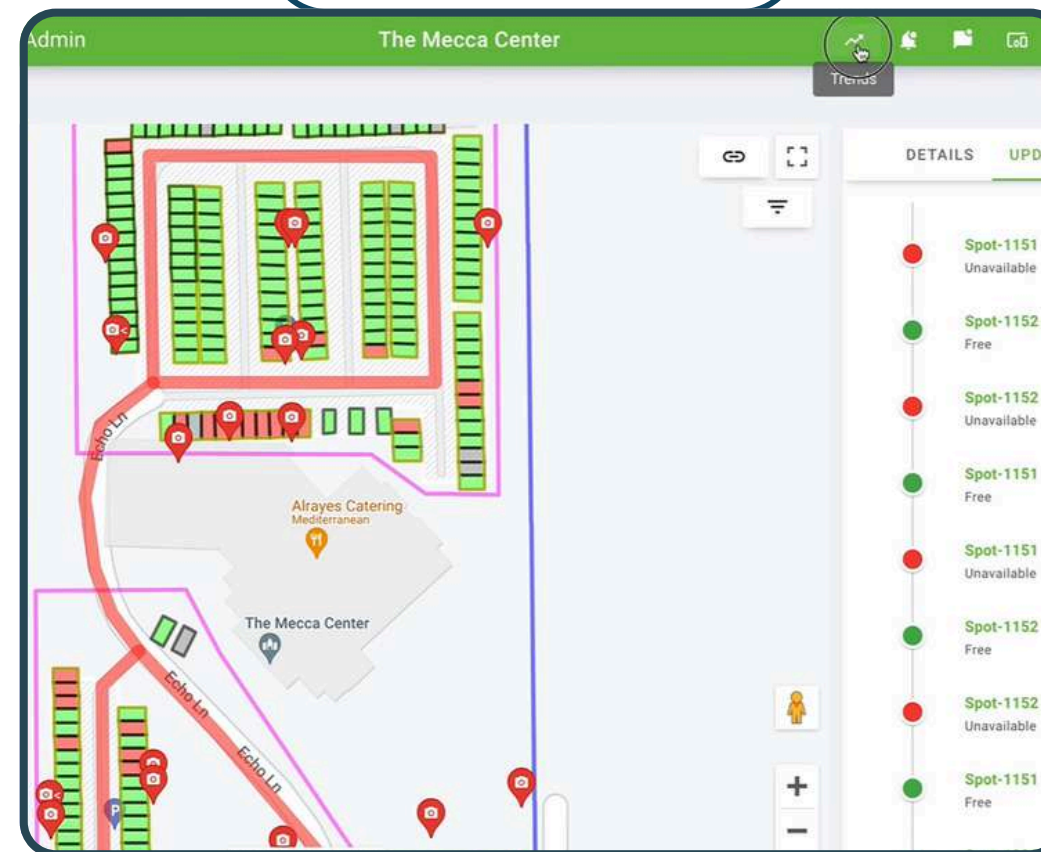 Admin
The Mecca Center
Trends
DETAILS
UPD
Echo Ln
Alrayes Catering
Mediterranean
The Mecca Center
Echo Ln
Echo Ln
P
Spot-1151
Unavailable
Spot-1152
Free
Spot-1152
Unavailable
Spot-1151
Free
Spot-1151
Unavailable
Spot-1152
Free
Spot-1152
Unavailable
Spot-1151
Free